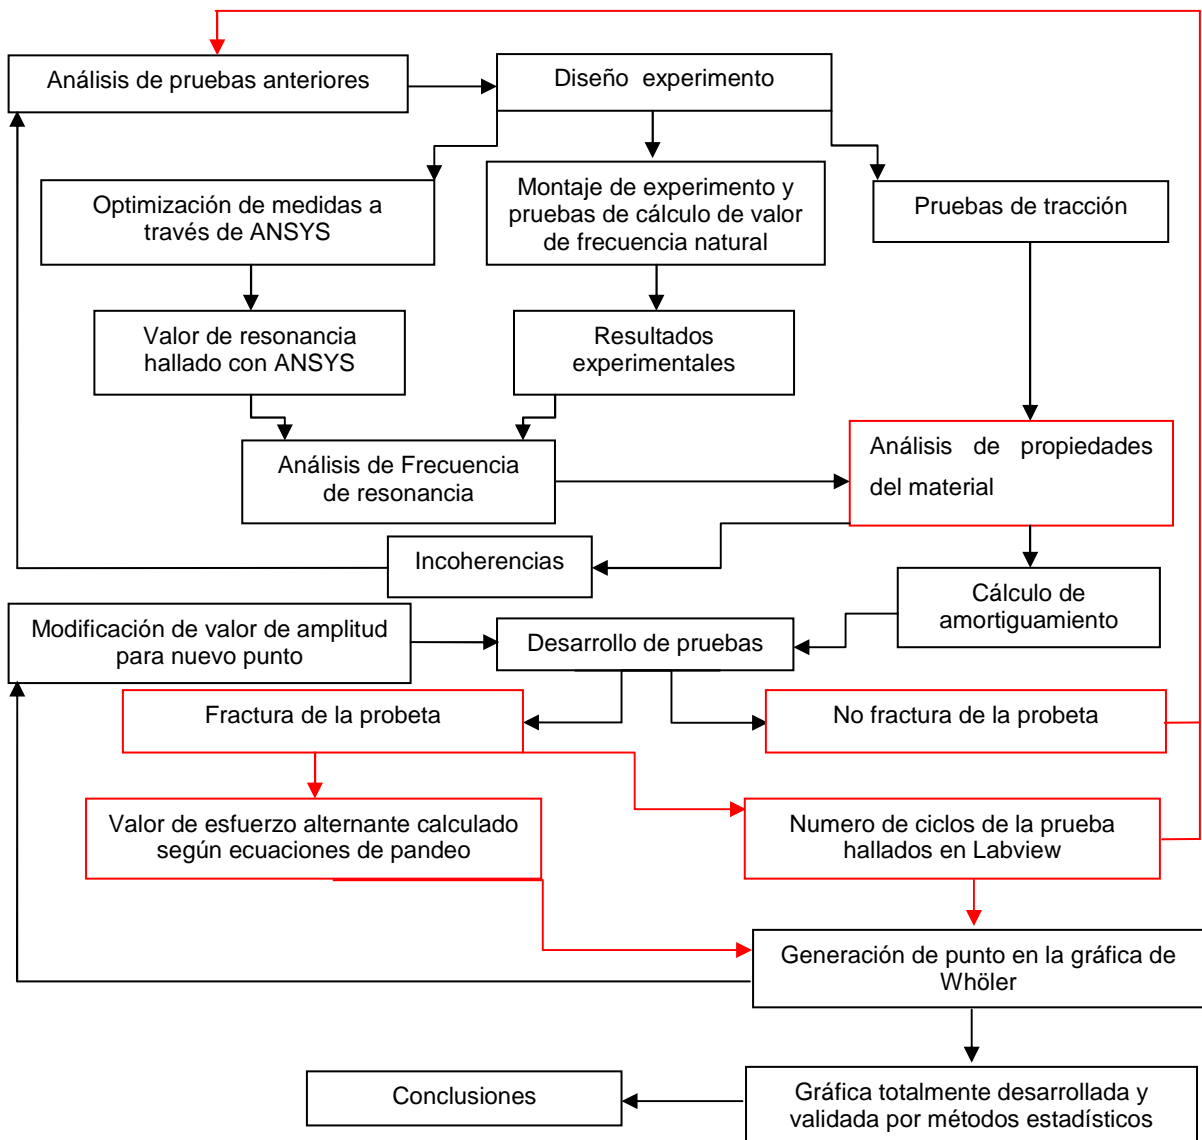 Análisis de pruebas anteriores
Diseño experimento
Optimización de medidas a
través de ANSYS
Montaje de experimento y
pruebas de cálculo de valor
de frecuencia natural
Pruebas de tracción
Valor de resonancia
hallado con ANSYS
Resultados
experimentales
Análisis de Frecuencia
de resonancia
Análisis de propiedades
del material
Incoherencias
Cálculo de
amortiguamiento
Modificación de valor de amplitud
para nuevo punto
Desarrollo de pruebas
Fractura de la probeta
No fractura de la probeta
Valor de esfuerzo alternante calculado
según ecuaciones de pandeo
Numero de ciclos de la prueba
hallados en Labview
Generación de punto en la gráfica de
Whöler
Conclusiones
Gráfica totalmente desarrollada y
validada por métodos estadísticos